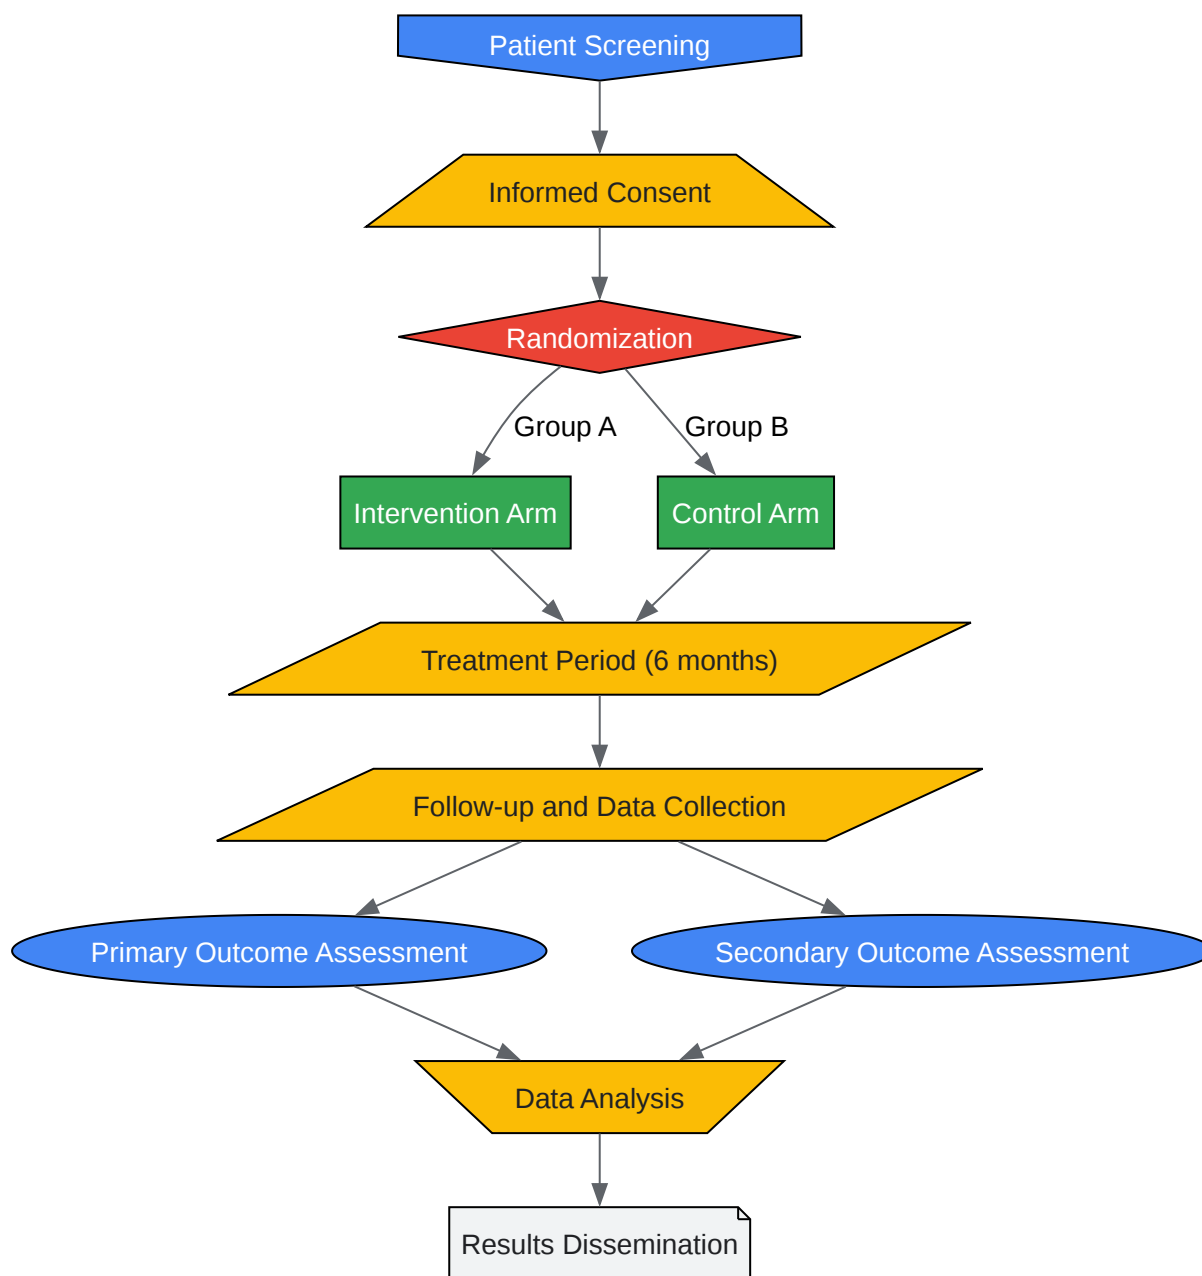 Patient Screening
Informed Consent
Randomization
Group A
Group B
Intervention Arm
Control Arm
Treatment Period (6 months)
Follow-up and Data Collection
Primary Outcome Assessment
Secondary Outcome Assessment
Data Analysis
Results Dissemination